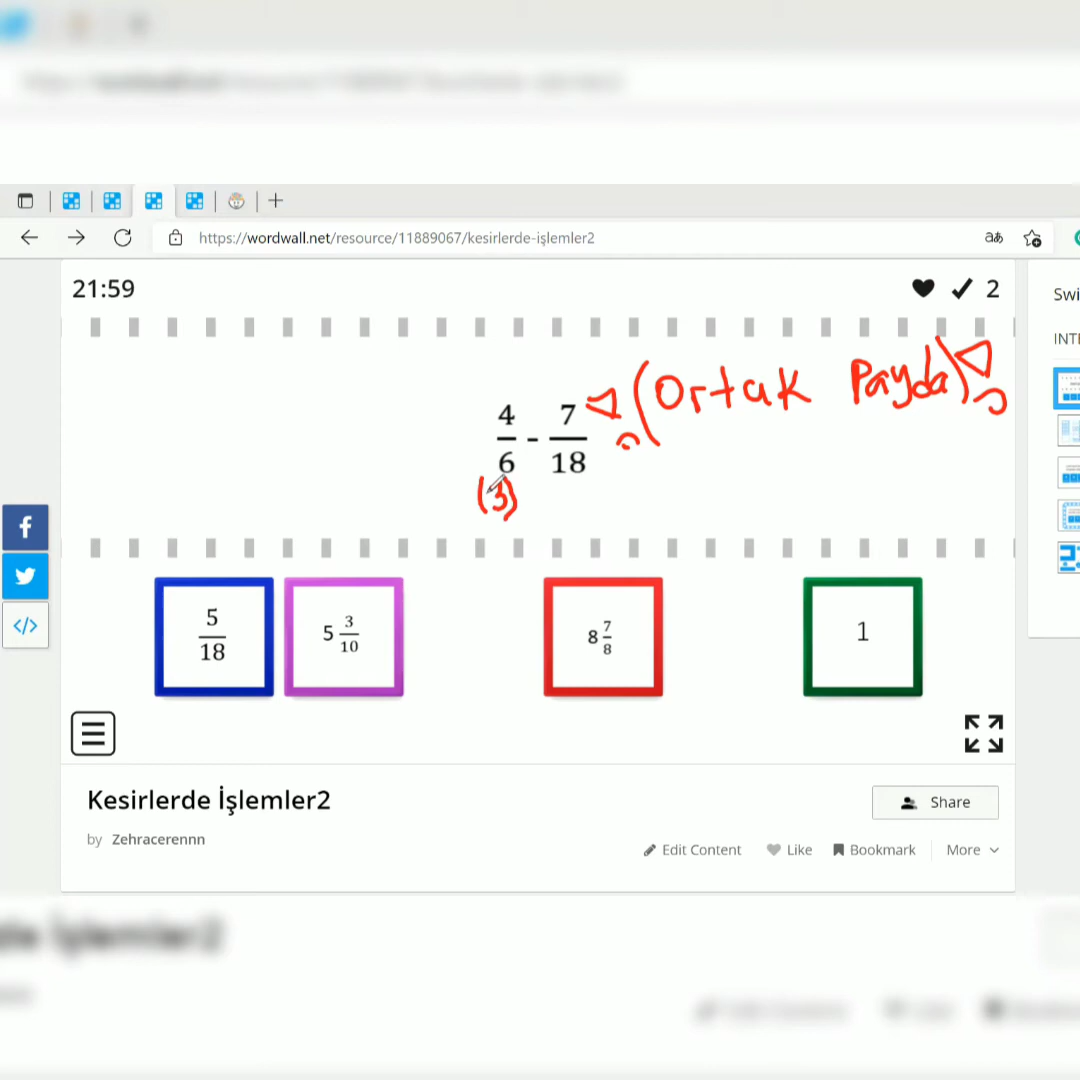 https://wordwall.net/resource/11889067/kesirlerde-işlemler2
21:59
2
Swi
INT
4/6 - 7/18
(Ortak Payda)
(3)
5/18
5 3/10
8 7/8
1
Kesirlerde İşlemler2
Share
by Zehracerennn
Edit Content Like Bookmark More